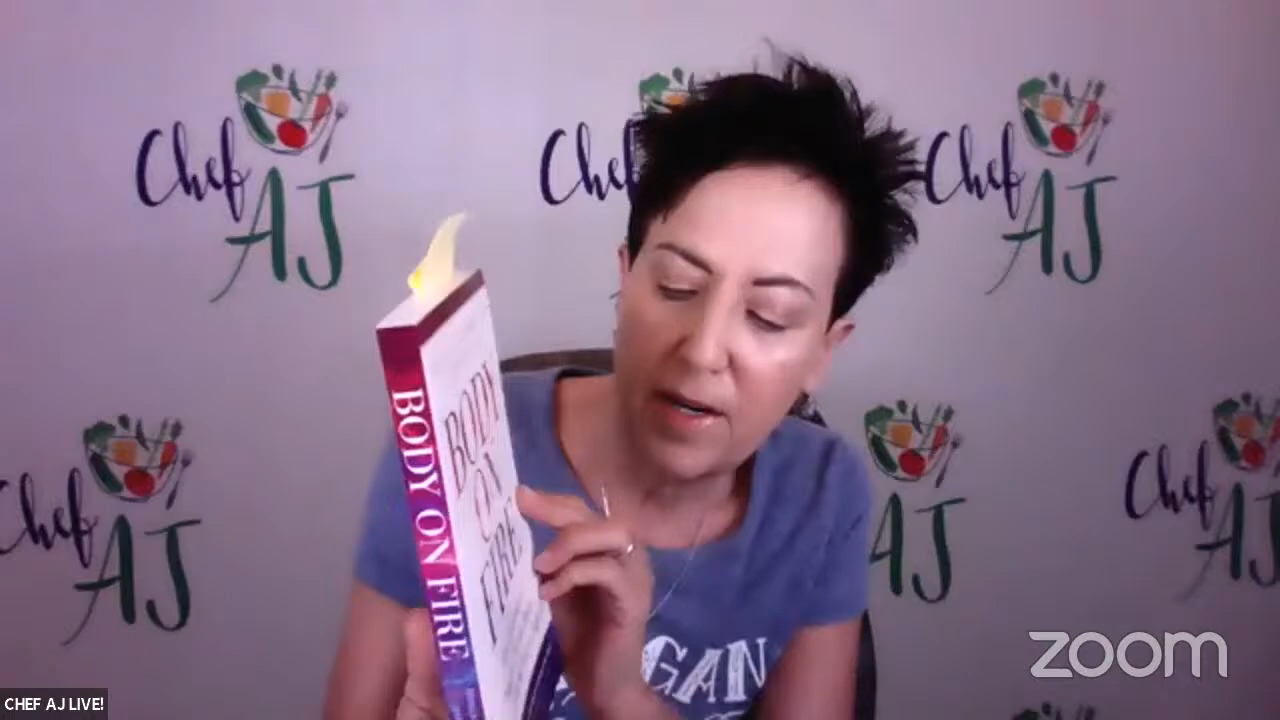 Chef
AJ
Chef
Chef
AJ
BODY ON FIRE
BODY
ON
FIRE
Chef
AJ
AJ
Chef
AJ
GAN
zoom
CHEF AJ LIVE!